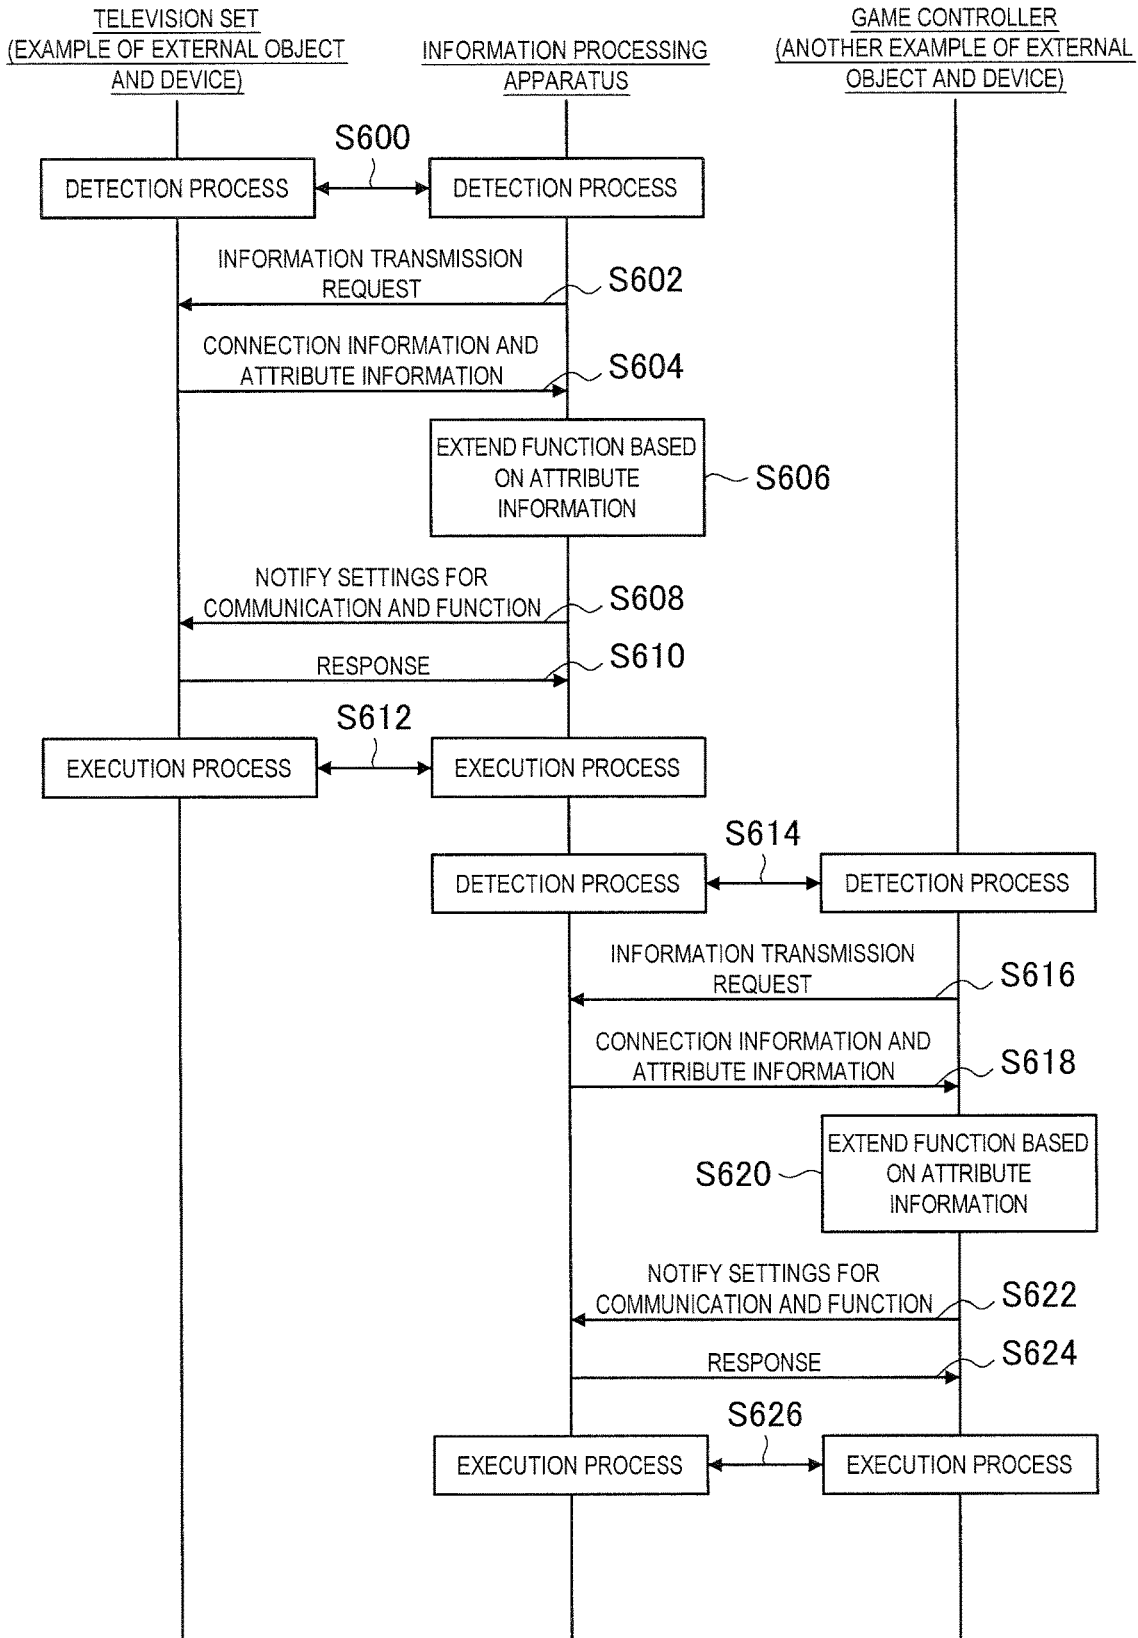 TELEVISION SET
(EXAMPLE OF EXTERNAL OBJECT
AND DEVICE)
INFORMATION PROCESSING
APPARATUS
GAME CONTROLLER
(ANOTHER EXAMPLE OF EXTERNAL
OBJECT AND DEVICE)
S600
DETECTION PROCESS
DETECTION PROCESS
INFORMATION TRANSMISSION
REQUEST
S602
CONNECTION INFORMATION AND
ATTRIBUTE INFORMATION
S604
EXTEND FUNCTION BASED
ON ATTRIBUTE
INFORMATION
S606
NOTIFY SETTINGS FOR
COMMUNICATION AND FUNCTION
S608
RESPONSE
S610
S612
EXECUTION PROCESS
EXECUTION PROCESS
S614
DETECTION PROCESS
DETECTION PROCESS
INFORMATION TRANSMISSION
REQUEST
S616
CONNECTION INFORMATION AND
ATTRIBUTE INFORMATION
S618
EXTEND FUNCTION BASED
ON ATTRIBUTE
INFORMATION
S620
NOTIFY SETTINGS FOR
COMMUNICATION AND FUNCTION
S622
RESPONSE
S624
S626
EXECUTION PROCESS
EXECUTION PROCESS